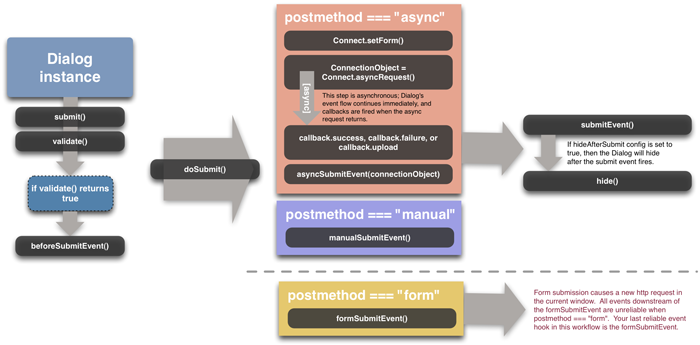 Dialog
instance
submit()
validate()
if validate() returns
true
beforeSubmitEvent()
doSubmit()
postmethod === "async"
Connect.setForm()
ConnectionObject =
Connect.asyncRequest()
[async]
This step is asynchronous; Dialog's
event flow continues immediately, and
callbacks are fired when the async
request returns.
callback.success, callback.failure, or
callback.upload
asyncSubmitEvent(connectionObject)
postmethod === "manual"
manualSubmitEvent()
submitEvent()
If hideAfterSubmit config is set to
true, then the Dialog will hide
after the submit event fires.
hide()
postmethod === "form"
formSubmitEvent()
Form submission causes a new http request in
the current window.  All events downstream of
the formSubmitEvent are unreliable when
postmethod === "form".  Your last reliable event
hook in this workflow is the formSubmitEvent.